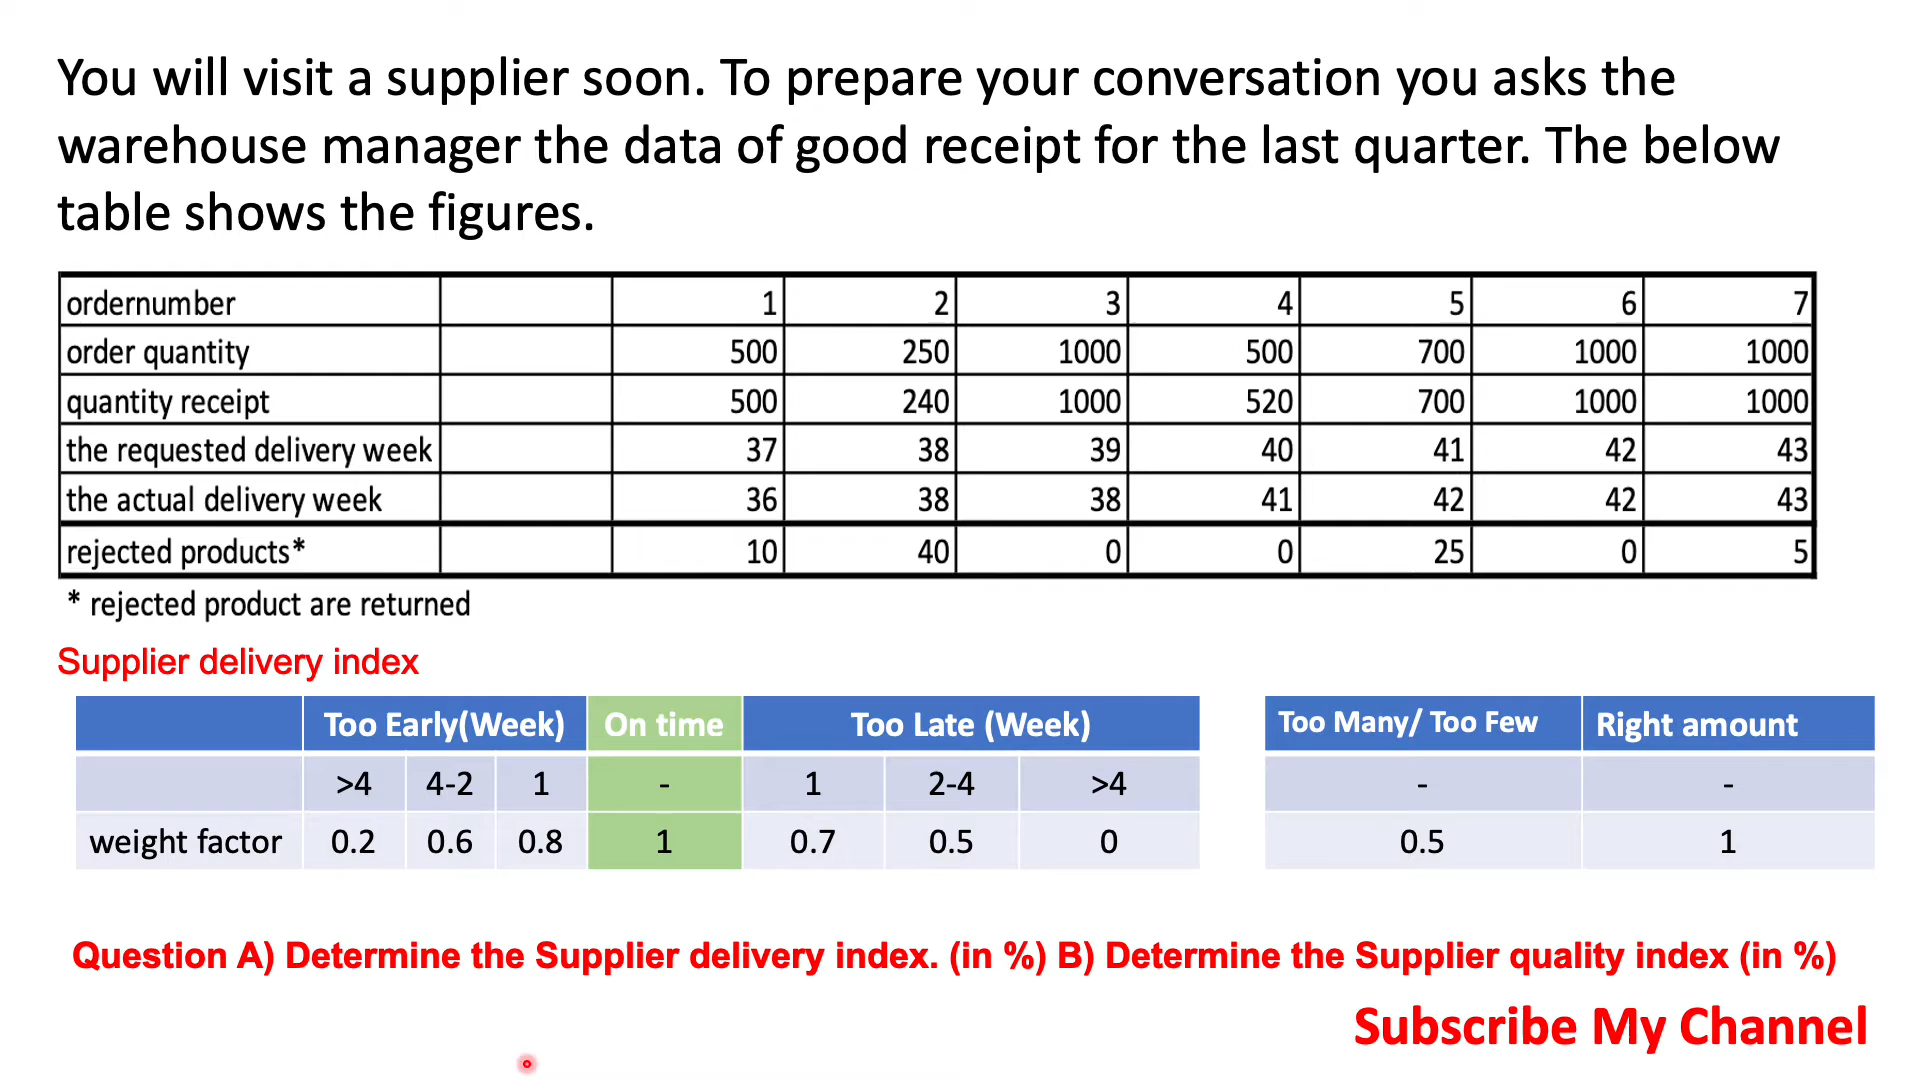 You will visit a supplier soon. To prepare your conversation you asks the
warehouse manager the data of good receipt for the last quarter. The below
table shows the figures.
ordernumber 1 2 3 4 5 6 7
order quantity 500 250 1000 500 700 1000 1000
quantity receipt 500 240 1000 520 700 1000 1000
the requested delivery week 37 38 39 40 41 42 43
the actual delivery week 36 38 38 41 42 42 43
rejected products* 10 40 0 0 25 0 5
* rejected product are returned
Supplier delivery index
Too Early(Week) On time Too Late (Week) Too Many/ Too Few Right amount
>4 4-2 1 - 1 2-4 >4 - -
weight factor 0.2 0.6 0.8 1 0.7 0.5 0 0.5 1
Question A) Determine the Supplier delivery index. (in %) B) Determine the Supplier quality index (in %)
Subscribe My Channel